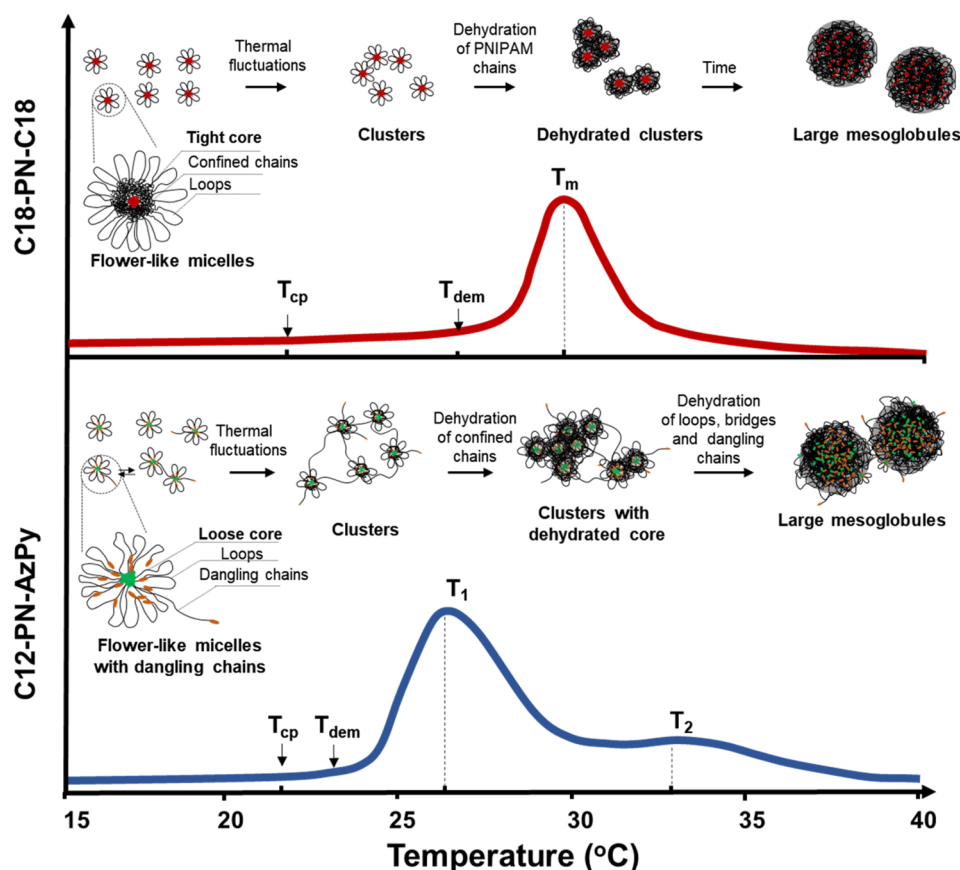 C18-PN-C18
Thermal
fluctuations
Dehydration
of PNIPAM
chains
Time
Clusters
Dehydrated clusters
Large mesoglobules
Tight core
Confined chains
Loops
Flower-like micelles
Tcp
Tdem
Tm
C12-PN-AzPy
Thermal
fluctuations
Dehydration
of confined
chains
Dehydration
of loops, bridges
and dangling
chains
Clusters
Clusters with
dehydrated core
Large mesoglobules
Loose core
Loops
Dangling chains
Flower-like micelles
with dangling chains
Tcp
Tdem
T1
T2
15 20 25 30 35 40
Temperature (oC)